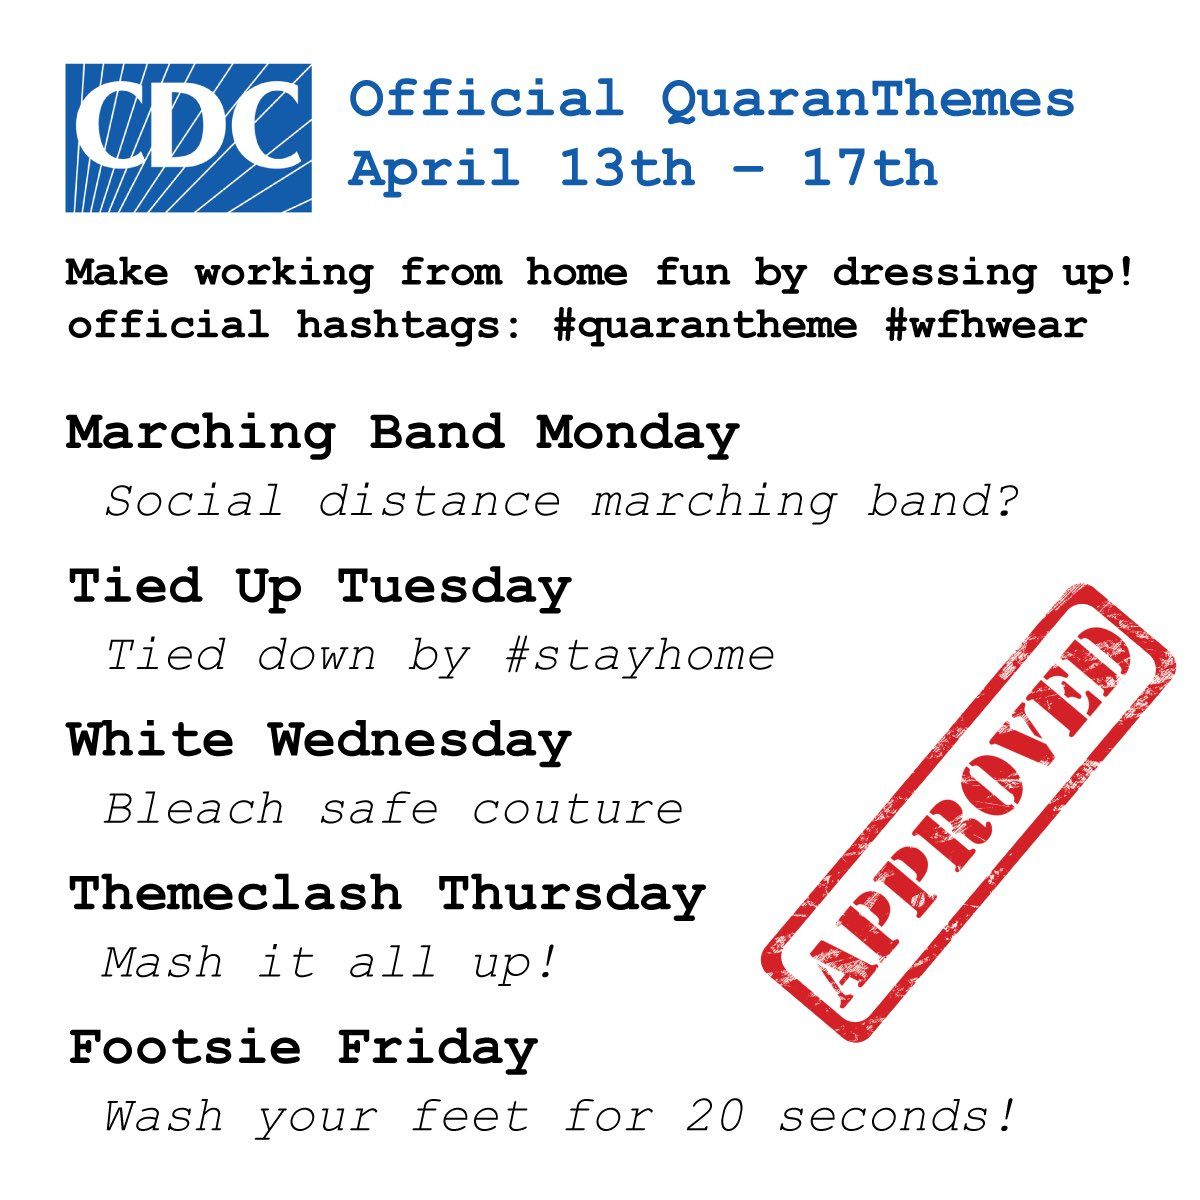 CDC
Official QuaranThemes
April 13th – 17th
Make working from home fun by dressing up!
official hashtags: #quarantheme #wfhwear
Marching Band Monday
Social distance marching band?
Tied Up Tuesday
Tied down by #stayhome
White Wednesday
Bleach safe couture
Themeclash Thursday
Mash it all up!
Footsie Friday
Wash your feet for 20 seconds!
APPROVED